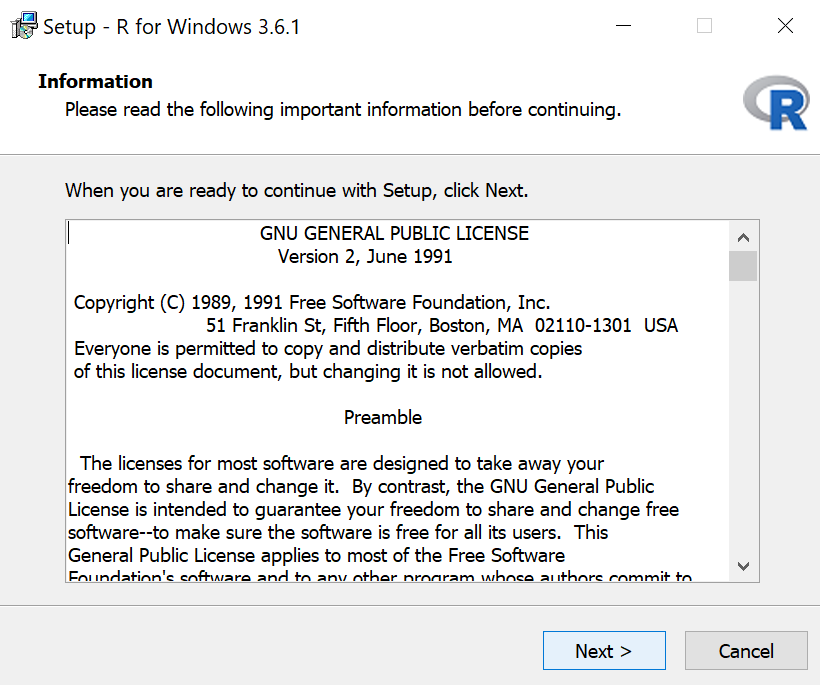 Setup - R for Windows 3.6.1
Information
Please read the following important information before continuing.
R
When you are ready to continue with Setup, click Next.
GNU GENERAL PUBLIC LICENSE
Version 2, June 1991
Copyright (C) 1989, 1991 Free Software Foundation, Inc.
51 Franklin St, Fifth Floor, Boston, MA  02110-1301  USA
Everyone is permitted to copy and distribute verbatim copies
of this license document, but changing it is not allowed.
Preamble
The licenses for most software are designed to take away your
freedom to share and change it.  By contrast, the GNU General Public
License is intended to guarantee your freedom to share and change free
software--to make sure the software is free for all its users.  This
General Public License applies to most of the Free Software
Foundation's software and to any other program whose authors commit to
Next >
Cancel